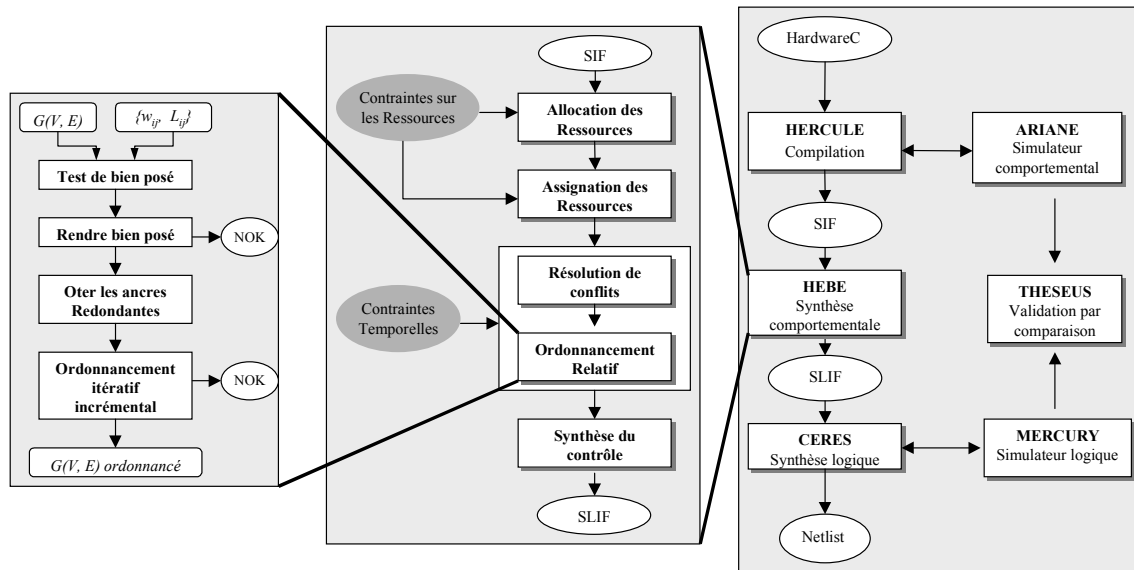 G(V, E)
{w_ij, L_ij}
Test de bien posé
Rendre bien posé
NOK
Oter les ancres
Redondantes
Ordonnancement
itératif
incrémental
NOK
G(V, E) ordonnancé
SIF
Contraintes sur
les Ressources
Allocation des
Ressources
Assignation des
Ressources
Résolution de
conflits
Contraintes
Temporelles
Ordonnancement
Relatif
Synthèse du
contrôle
SLIF
HardwareC
HERCULE
Compilation
ARIANE
Simulateur
comportemental
SIF
HEBE
Synthèse
comportementale
THESEUS
Validation par
comparaison
SLIF
CERES
Synthèse logique
MERCURY
Simulateur logique
Netlist